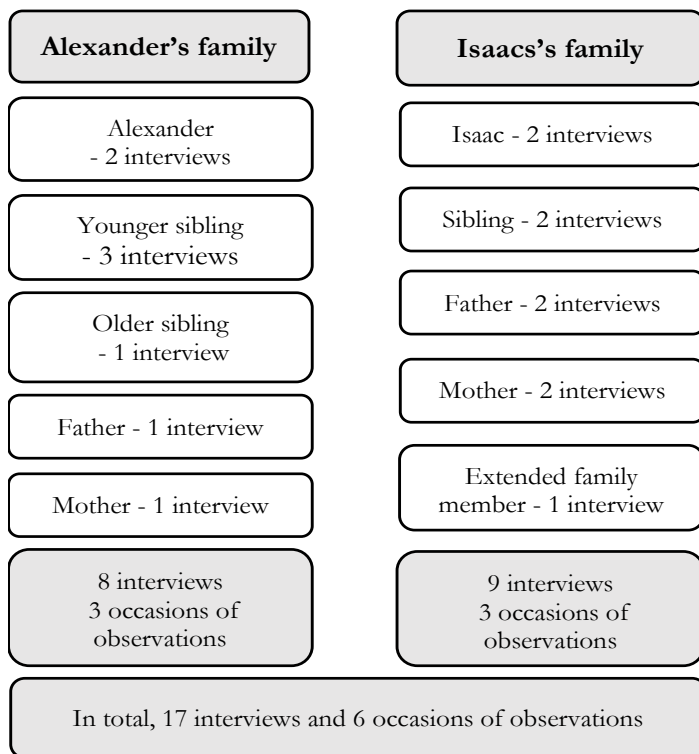 Alexander's family
Alexander
- 2 interviews
Younger sibling
- 3 interviews
Older sibling
- 1 interview
Father - 1 interview
Mother - 1 interview
8 interviews
3 occasions of
observations
Isaacs's family
Isaac - 2 interviews
Sibling - 2 interviews
Father - 2 interviews
Mother - 2 interviews
Extended family
member - 1 interview
9 interviews
3 occasions of
observations
In total, 17 interviews and 6 occasions of observations